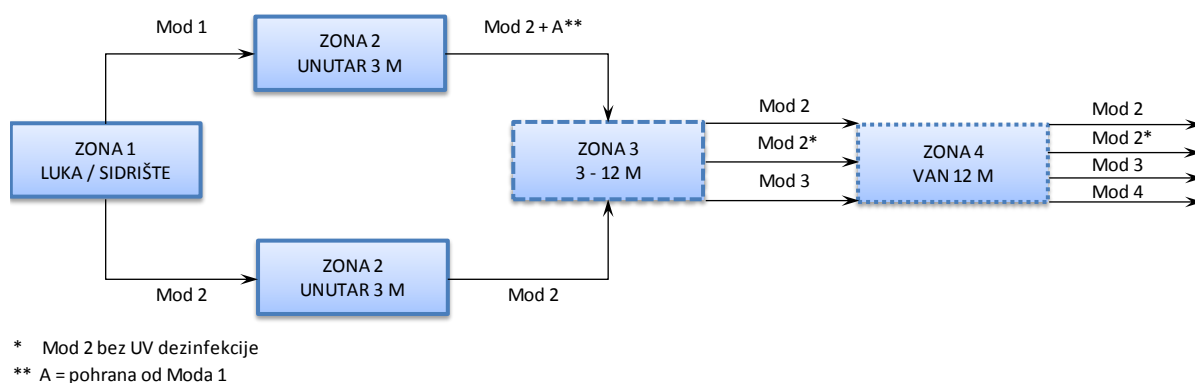 Mod 1
ZONA 2
UNUTAR 3 M
Mod 2 + A**
ZONA 1
LUKA / SIDRIŠTE
ZONA 3
3 - 12 M
Mod 2
Mod 2*
Mod 3
ZONA 4
VAN 12 M
Mod 2
Mod 2*
Mod 3
Mod 4
Mod 2
ZONA 2
UNUTAR 3 M
Mod 2
* Mod 2 bez UV dezinfekcije
** A = pohrana od Moda 1